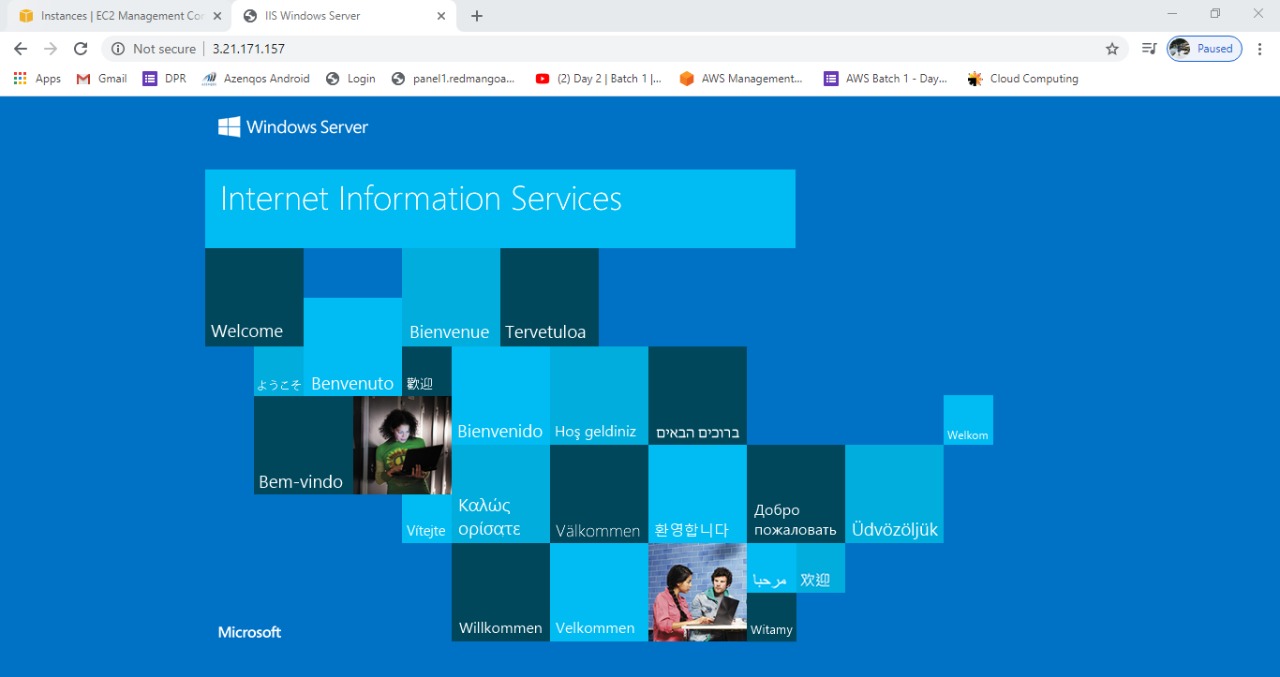 Instances | EC2 Management Cor
IIS Windows Server
Not secure
3.21.171.157
Paused
Apps
Gmail
DPR
Azenqos Android
Login
panel1.redmangoa...
(2) Day 2 | Batch 1 |...
AWS Management...
AWS Batch 1 - Day...
Cloud Computing
Windows Server
Internet Information Services
Welcome
Bienvenue
Tervetuloa
ようこそ
Benvenuto
歡迎
Bienvenido
Hoş geldiniz
ברוכים הבאים
Welkom
Bem-vindo
Vítejte
Καλώς
ορίσατε
Välkommen
환영합니다
Добро
пожаловать
Üdvözöljük
مرحبا
欢迎
Willkommen
Velkommen
Witamy
Microsoft